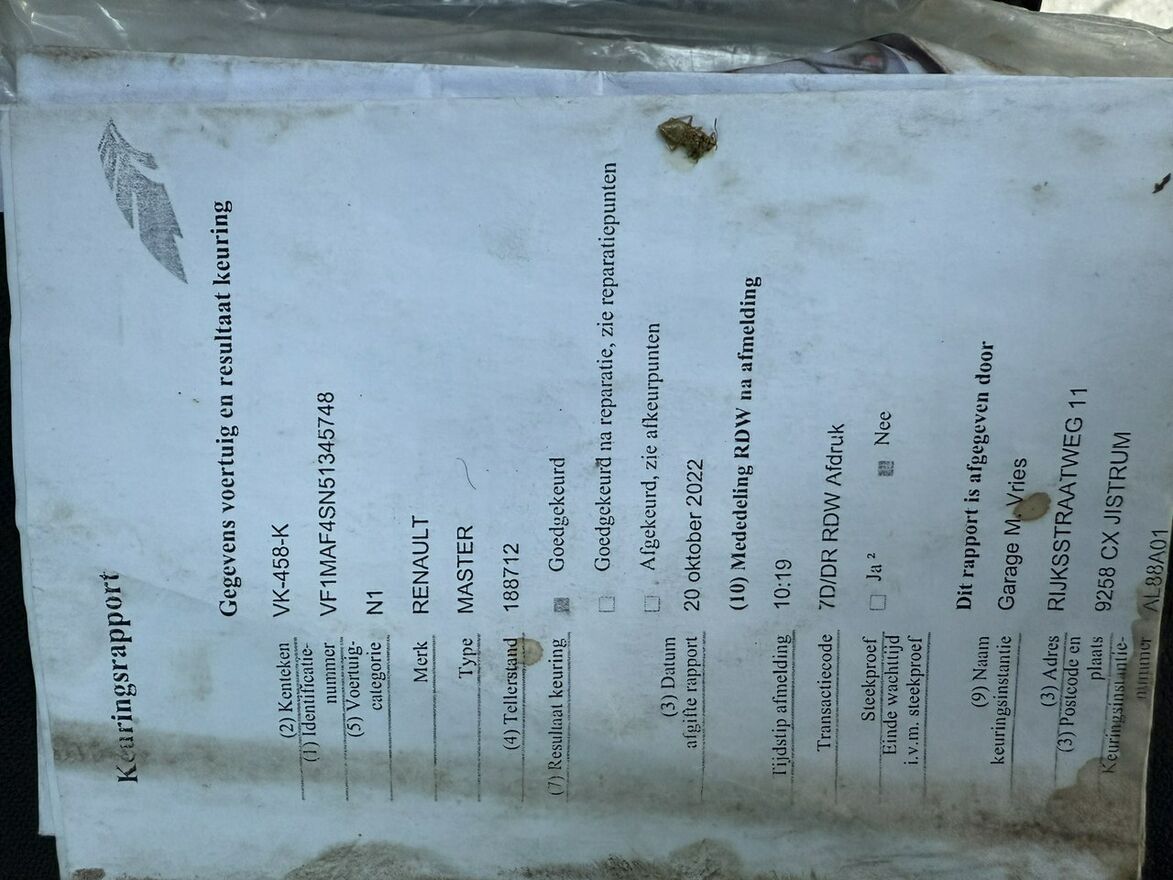 Keuringsrapport
Gegevens voertuig en resultaat keuring
(2) Kenteken VK-458-K
(1) Identificatie-
nummer VF1MAF4SN51345748
(5) Voertuig-
categorie N1
Merk RENAULT
Type MASTER
(4) Tellerstand 188712
(7) Resultaat keuring Goedgekeurd
Goedgekeurd na reparatie, zie reparatiepunten
Afgekeurd, zie afkeurpunten
(3) Datum
afgifte rapport 20 oktober 2022
(10) Mededeling RDW na afmelding
Tijdstip afmelding 10:19
Transactiecode 7D/DR RDW Afdruk
Steekproef Ja ² Nee
Einde wachttijd
i.v.m. steekproef
Dit rapport is afgegeven door
(9) Naam
keuringsinstantie Garage M. Vries
(3) Adres RIJKSSTRAATWEG 11
(3) Postcode en
plaats 9258 CX JISTRUM
Keuringsinstantie-
nummer AL88A01